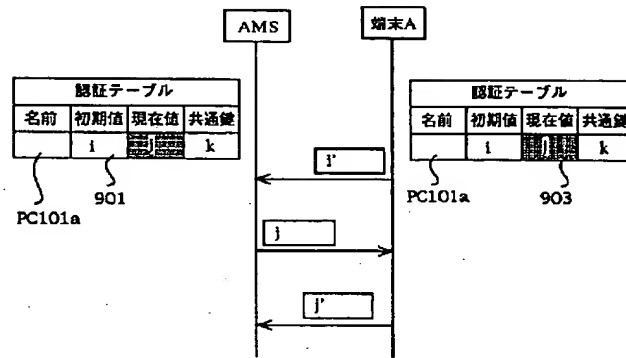 AMS
端末A
認証テーブル
名前 初期値 現在値 共通鍵
i j k
PC101a
901
認証テーブル
名前 初期値 現在値 共通鍵
i j k
PC101a
903
i'
j
j'